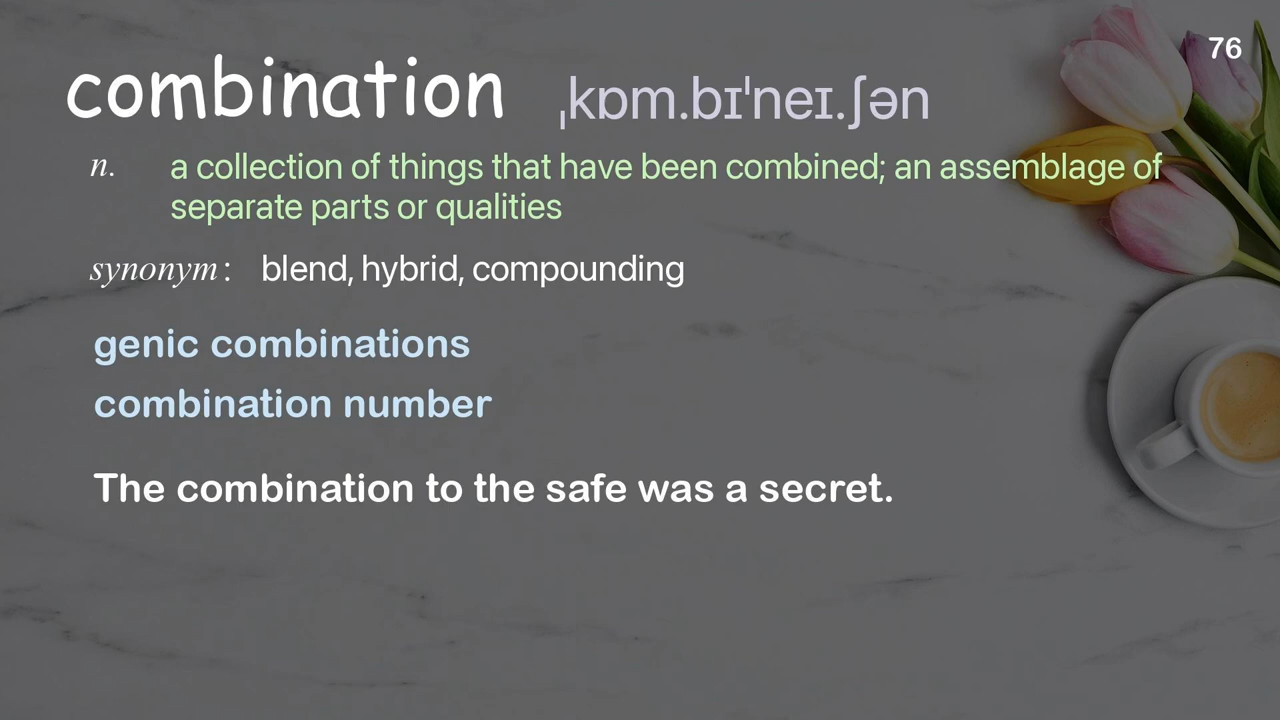 76
combination ˌkɒm.bɪˈneɪ.ʃən
n. a collection of things that have been combined; an assemblage of
separate parts or qualities
synonym: blend, hybrid, compounding
genic combinations
combination number
The combination to the safe was a secret.